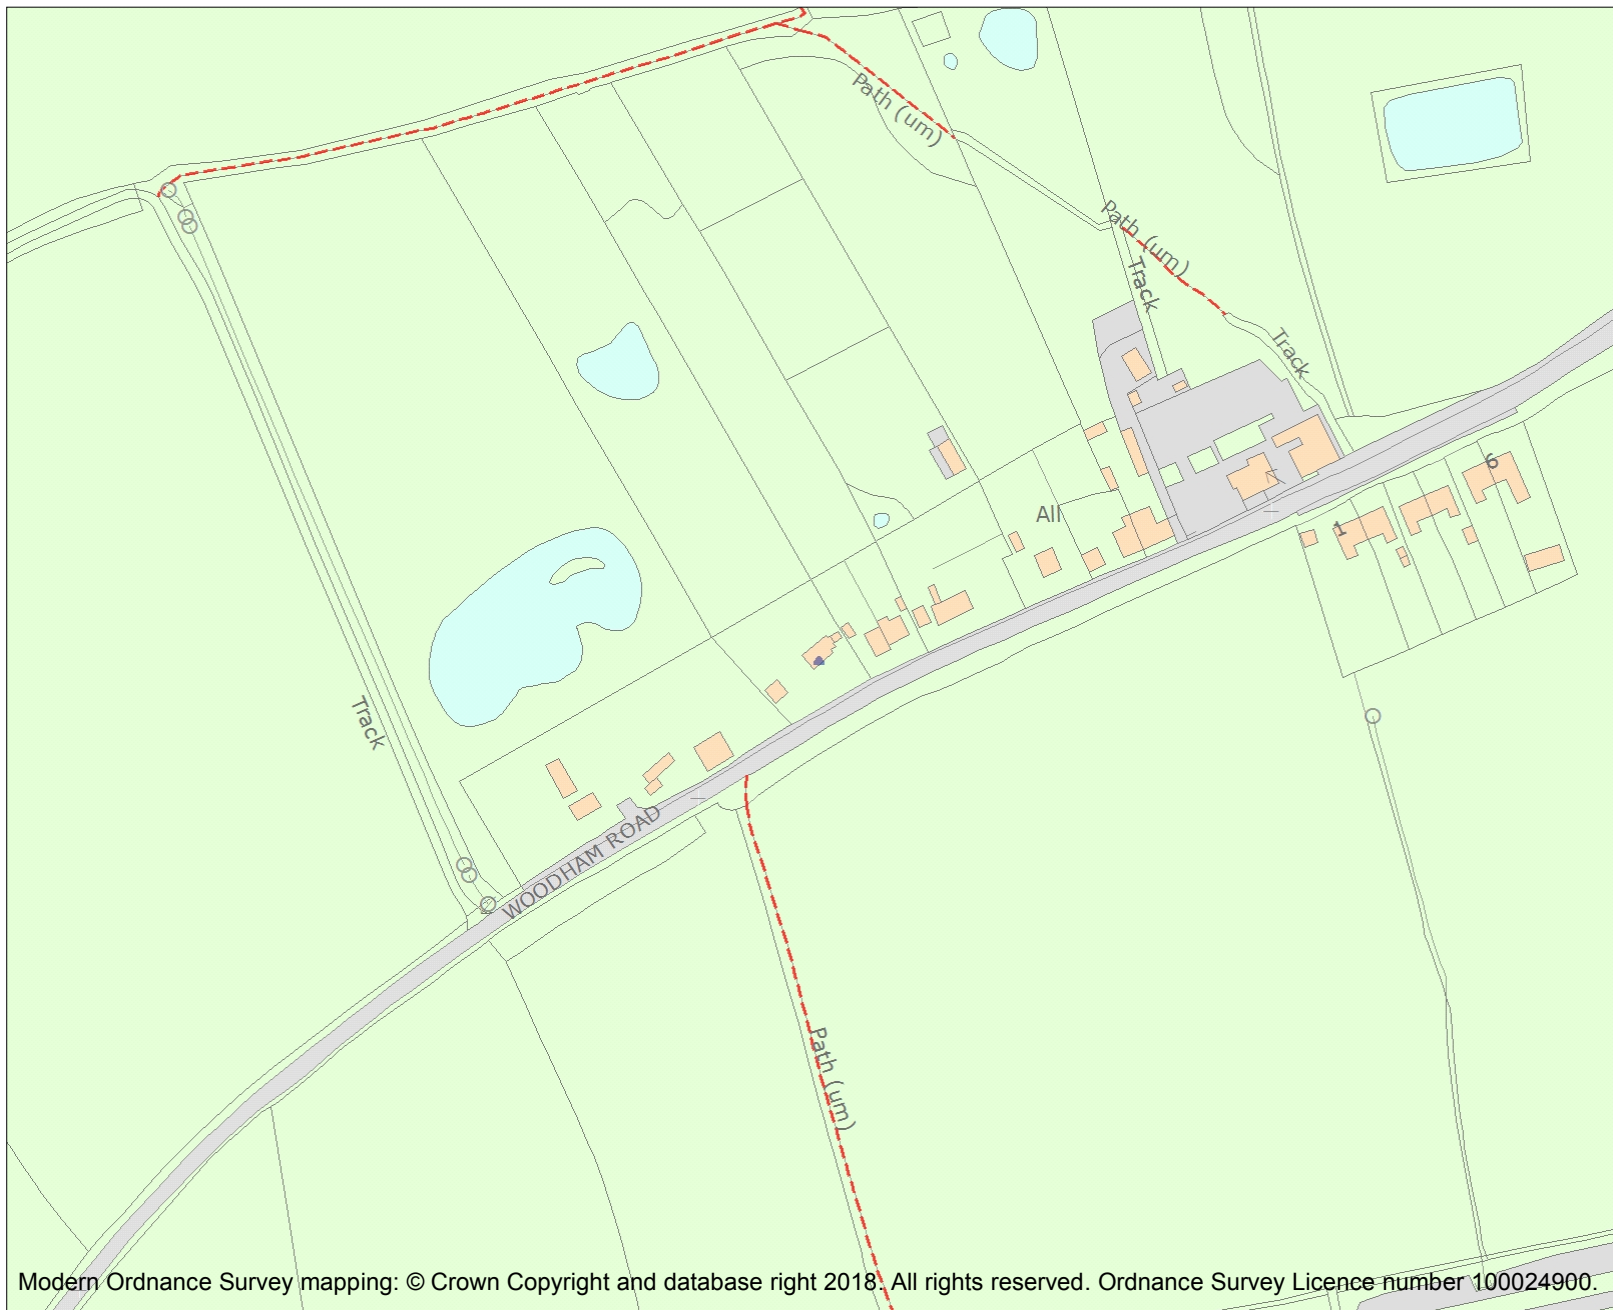 Path (um)
Path (um)
Track
Track
6
All
1
Track
WOODHAM ROAD
Path (um)
Modern Ordnance Survey mapping: © Crown Copyright and database right 2018. All rights reserved. Ordnance Survey Licence number 100024900.